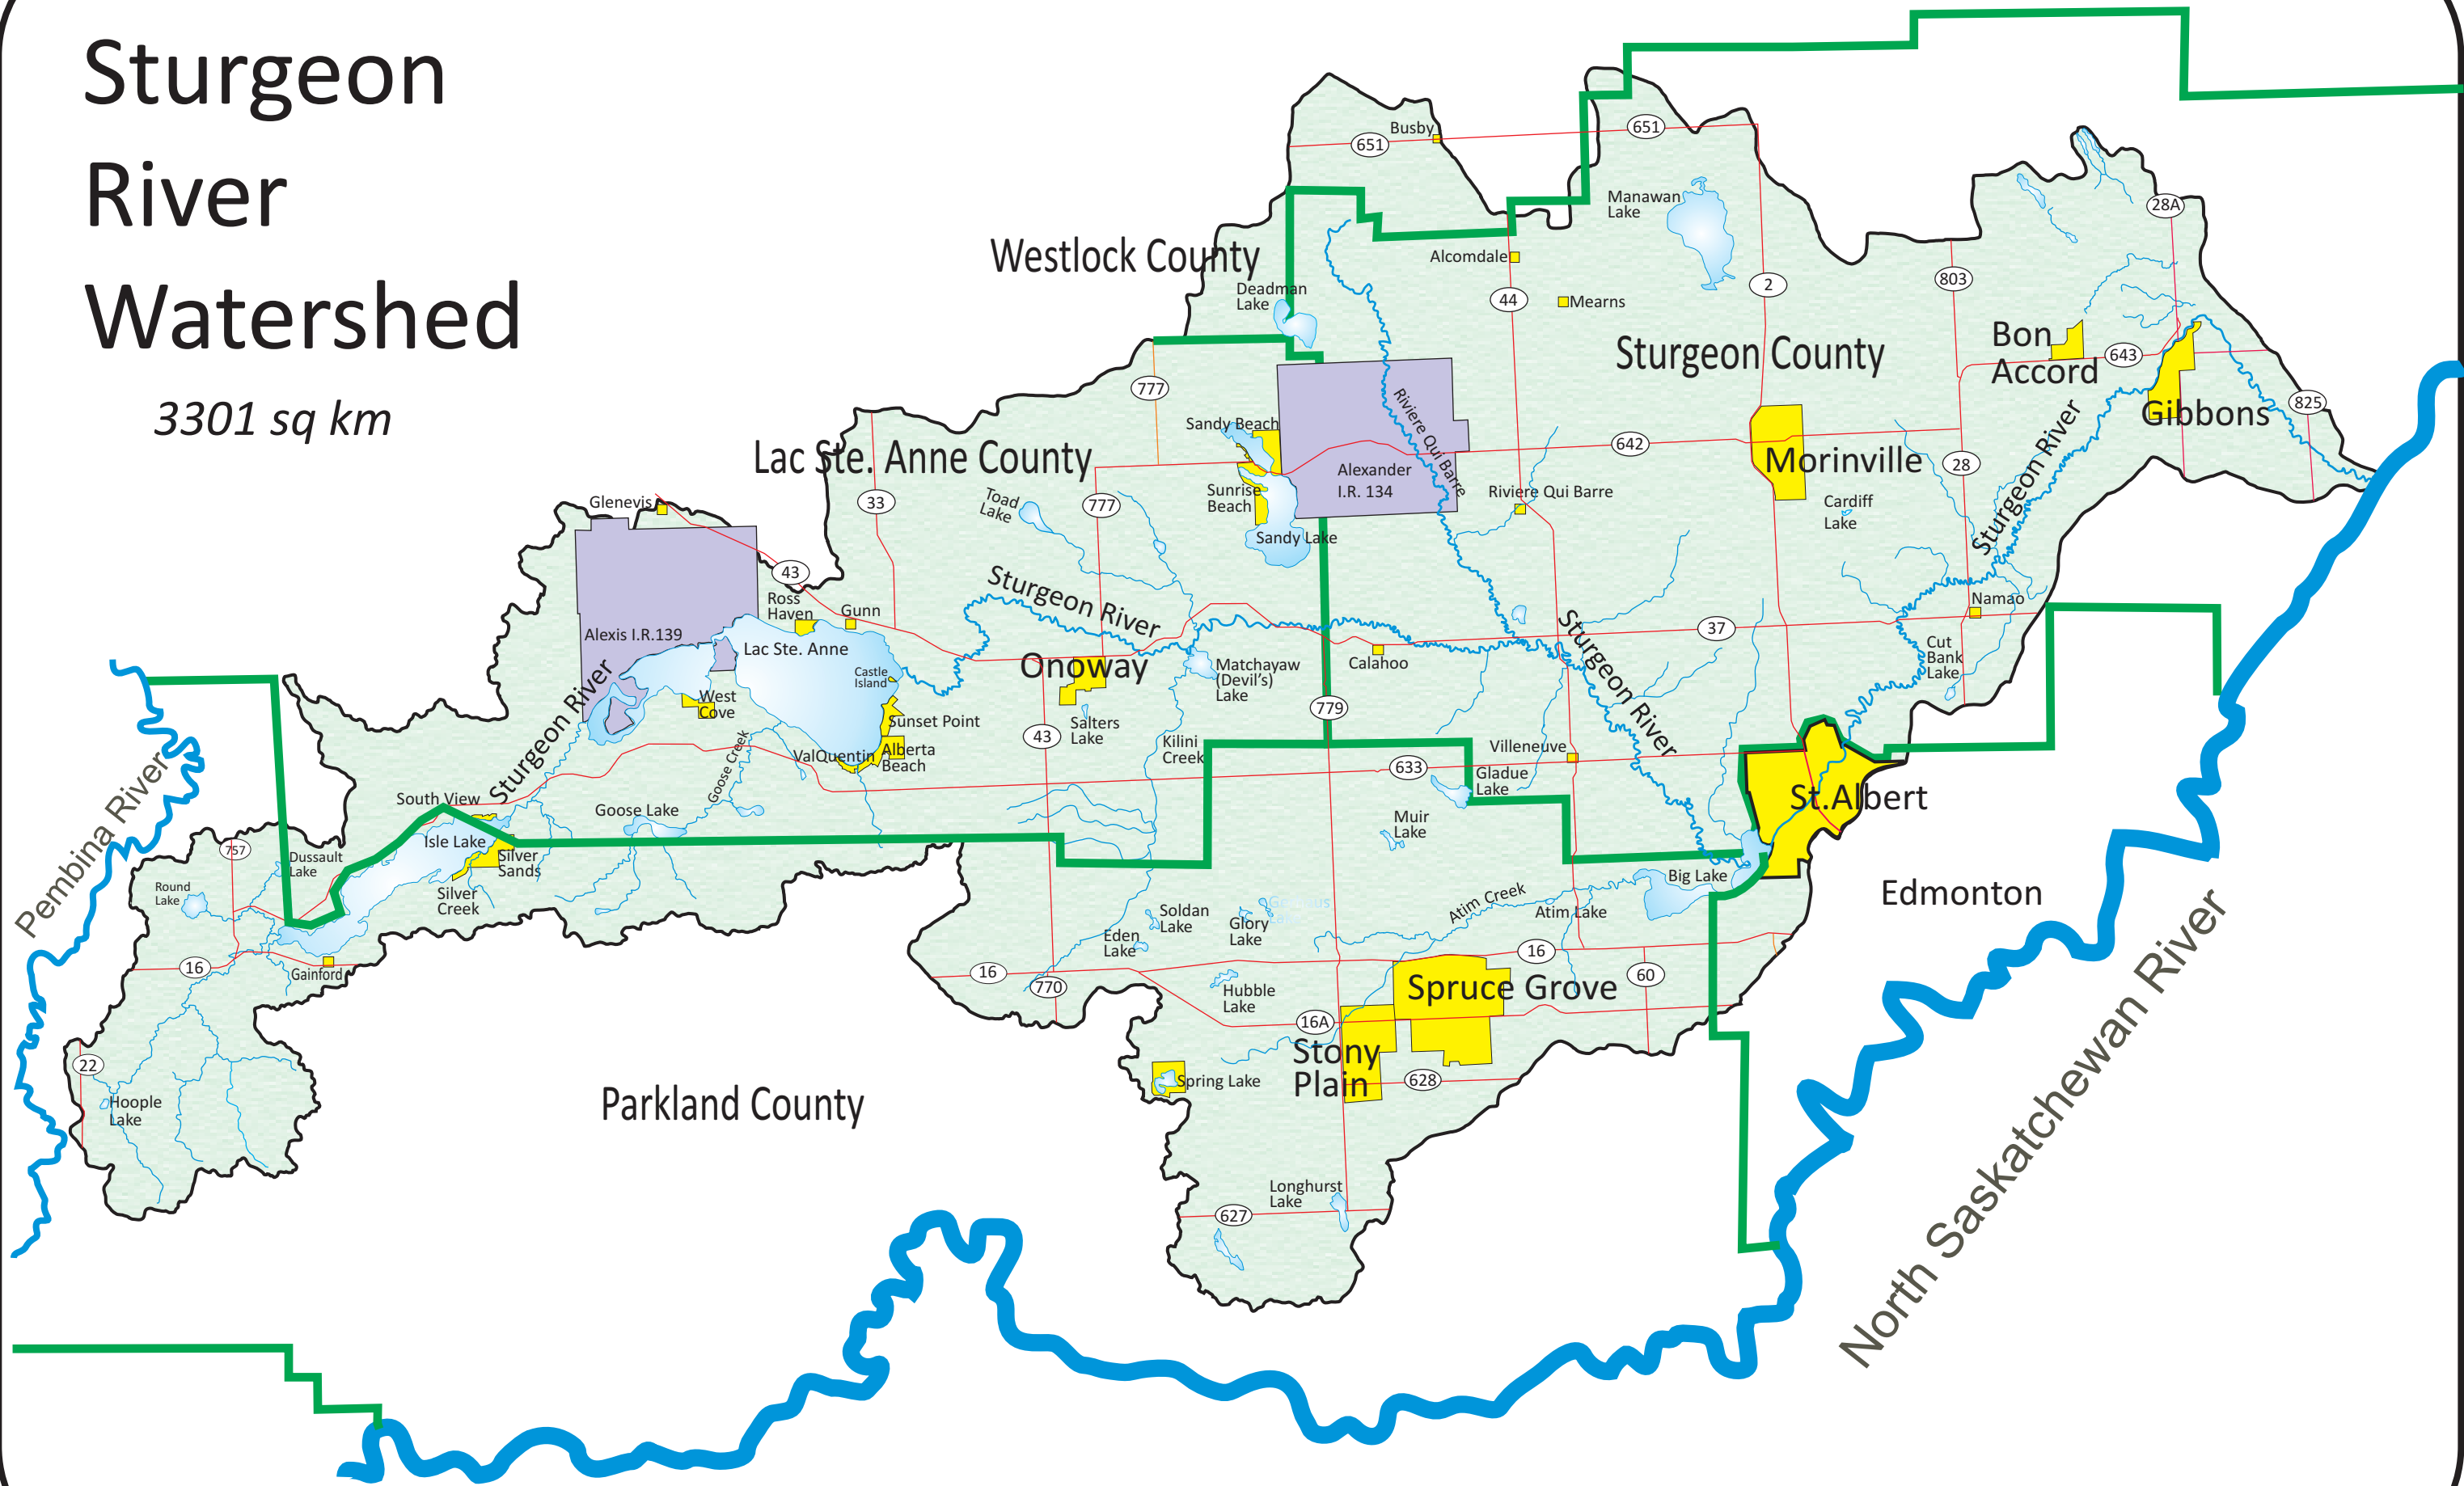 Sturgeon
River
Watershed
3301 sq km
Busby
651
651
Manawan
Lake
28A
Westlock County
Alcomdale
Deadman
Lake
44
Mearns
2
803
Sturgeon County
Bon
Accord
643
777
Gibbons
825
Sandy Beach
Riviere Qui Barre
642
Lac Ste. Anne County
Morinville
28
Alexander
I.R. 134
Sturgeon River
Glenevis
33
Toad
Lake
777
Sunrise
Beach
Riviere Qui Barre
Cardiff
Lake
Sandy Lake
43
Sturgeon River
Ross
Haven
Gunn
Namao
Alexis I.R.139
37
Lac Ste. Anne
Sturgeon River
Cut
Bank
Lake
Onoway
Calahoo
Matchayaw
(Devil's)
Lake
Castle
Island
West
Cove
Sturgeon River
Sunset Point
Salters
Lake
779
43
Kilini
Creek
Villeneuve
Alberta
Beach
ValQuentin
Goose Creek
633
Gladue
Lake
Pembina River
South View
St.Albert
Goose Lake
Muir
Lake
Isle Lake
757
Dussault
Lake
Silver
Sands
Big Lake
Round
Lake
Silver
Creek
Edmonton
Atim Creek
Soldan
Lake
Glory
Lake
Atim Lake
Eden
Lake
16
Gainford
16
770
16
60
Spruce Grove
Hubble
Lake
16A
North Saskatchewan River
22
Stony
Plain
Spring Lake
628
Hoople
Lake
Parkland County
Longhurst
Lake
627